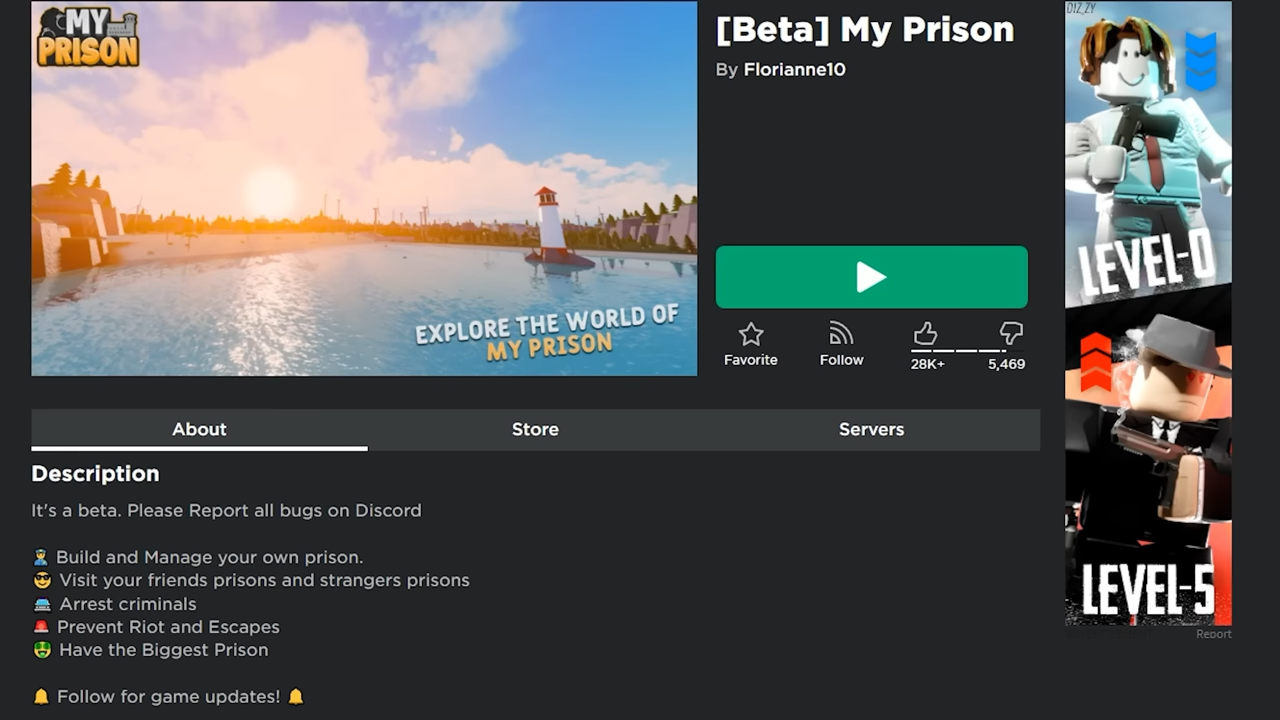 MY
PRISON
EXPLORE THE WORLD OF
MY PRISON
[Beta] My Prison
By Florianne10
Favorite
Follow
28K+
5,469
About
Store
Servers
Description
It's a beta. Please Report all bugs on Discord
Build and Manage your own prison.
Visit your friends prisons and strangers prisons
Arrest criminals
Prevent Riot and Escapes
Have the Biggest Prison
Follow for game updates!
D1Z_ZY
LEVEL-0
LEVEL-5
Report